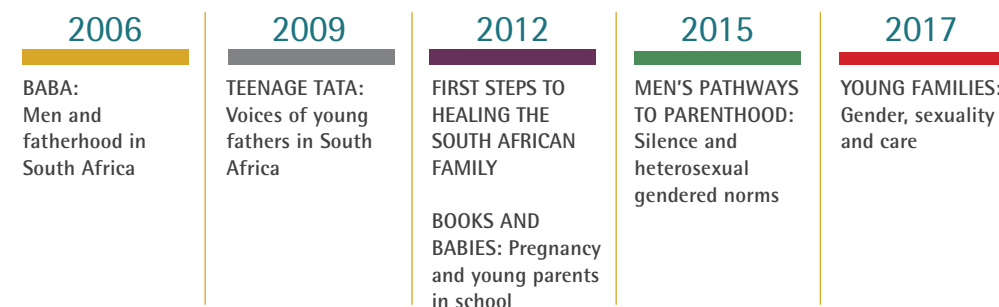 2006
BABA:
Men and
fatherhood in
South Africa
2009
TEENAGE TATA:
Voices of young
fathers in South
Africa
2012
FIRST STEPS TO
HEALING THE
SOUTH AFRICAN
FAMILY
BOOKS AND
BABIES: Pregnancy
and young parents
in school
2015
MEN'S PATHWAYS
TO PARENTHOOD:
Silence and
heterosexual
gendered norms
2017
YOUNG FAMILIES:
Gender, sexuality
and care